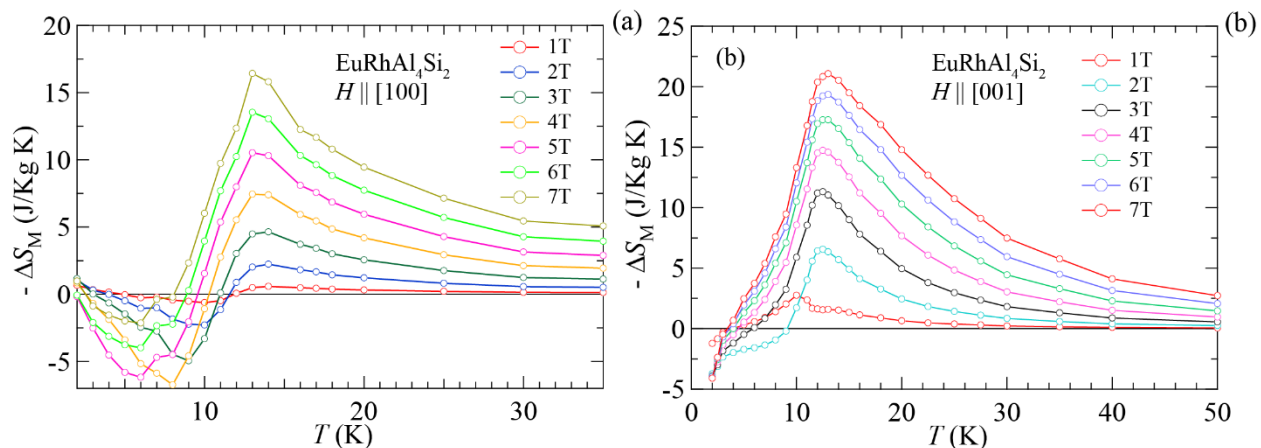 (a)
20
15
10
5
0
-5
- ΔS_M (J/Kg K)
EuRhAl₄Si₂
H || [100]
1T
2T
3T
4T
5T
6T
7T
10
20
30
T (K)
(b)
25
20
15
10
5
0
-5
- ΔS_M (J/Kg K)
(b)
EuRhAl₄Si₂
H || [001]
1T
2T
3T
4T
5T
6T
7T
0
10
20
30
40
50
T (K)